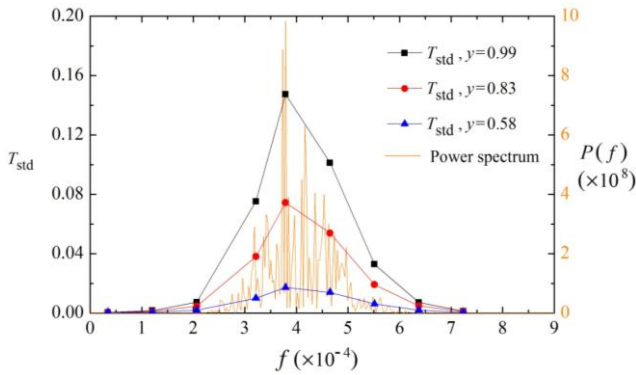 0.20
0.16
0.12
0.08
0.04
0.00
T_std
T_std , y=0.99
T_std , y=0.83
T_std , y=0.58
Power spectrum
10
8
6
4
2
0
P(f)
(×10⁸)
0 1 2 3 4 5 6 7 8 9
f (×10⁻⁴)